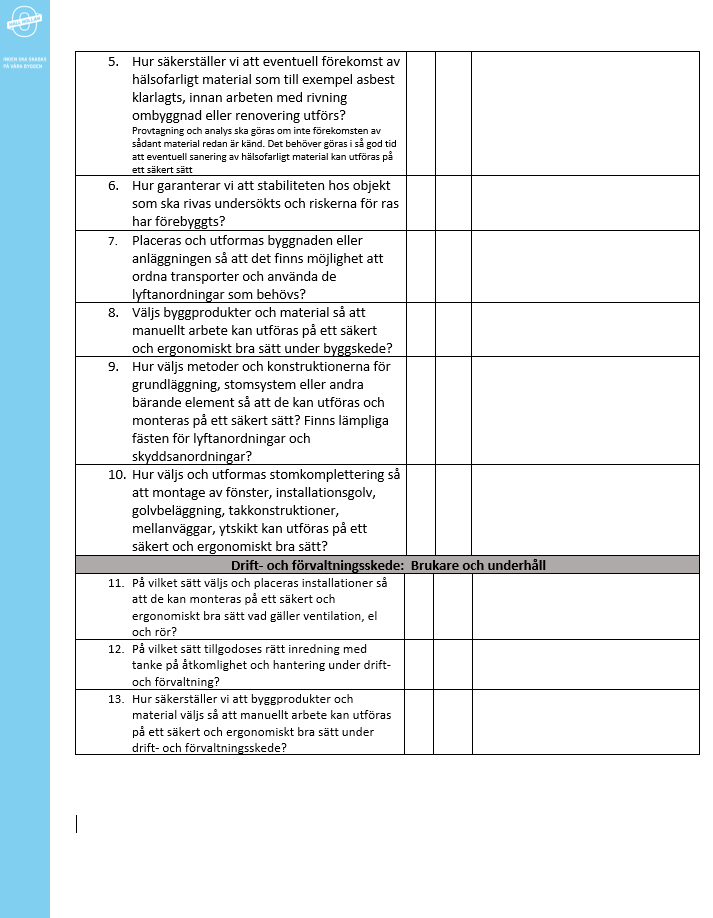 HÅLL NOLLAN
INGEN SKA SKADAS
PÅ VÅRA BYGGEN
5. Hur säkerställer vi att eventuell förekomst av
hälsofarligt material som till exempel asbest
klarlagts, innan arbeten med rivning
ombyggnad eller renovering utförs?
Provtagning och analys ska göras om inte förekomsten av
sådant material redan är känd. Det behöver göras i så god tid
att eventuell sanering av hälsofarligt material kan utföras på
ett säkert sätt
6. Hur garanterar vi att stabiliteten hos objekt
som ska rivas undersökts och riskerna för ras
har förebyggts?
7. Placeras och utformas byggnaden eller
anläggningen så att det finns möjlighet att
ordna transporter och använda de
lyftanordningar som behövs?
8. Väljs byggprodukter och material så att
manuellt arbete kan utföras på ett säkert
och ergonomiskt bra sätt under byggskede?
9. Hur väljs metoder och konstruktionerna för
grundläggning, stomsystem eller andra
bärande element så att de kan utföras och
monteras på ett säkert sätt? Finns lämpliga
fästen för lyftanordningar och
skyddsanordningar?
10. Hur väljs och utformas stomkomplettering så
att montage av fönster, installationsgolv,
golvbeläggning, takkonstruktioner,
mellanväggar, ytskikt kan utföras på ett
säkert och ergonomiskt bra sätt?
Drift- och förvaltningsskede: Brukare och underhåll
11. På vilket sätt väljs och placeras installationer så
att de kan monteras på ett säkert och
ergonomiskt bra sätt vad gäller ventilation, el
och rör?
12. På vilket sätt tillgodoses rätt inredning med
tanke på åtkomlighet och hantering under drift-
och förvaltning?
13. Hur säkerställer vi att byggprodukter och
material väljs så att manuellt arbete kan utföras
på ett säkert och ergonomiskt bra sätt under
drift- och förvaltningsskede?